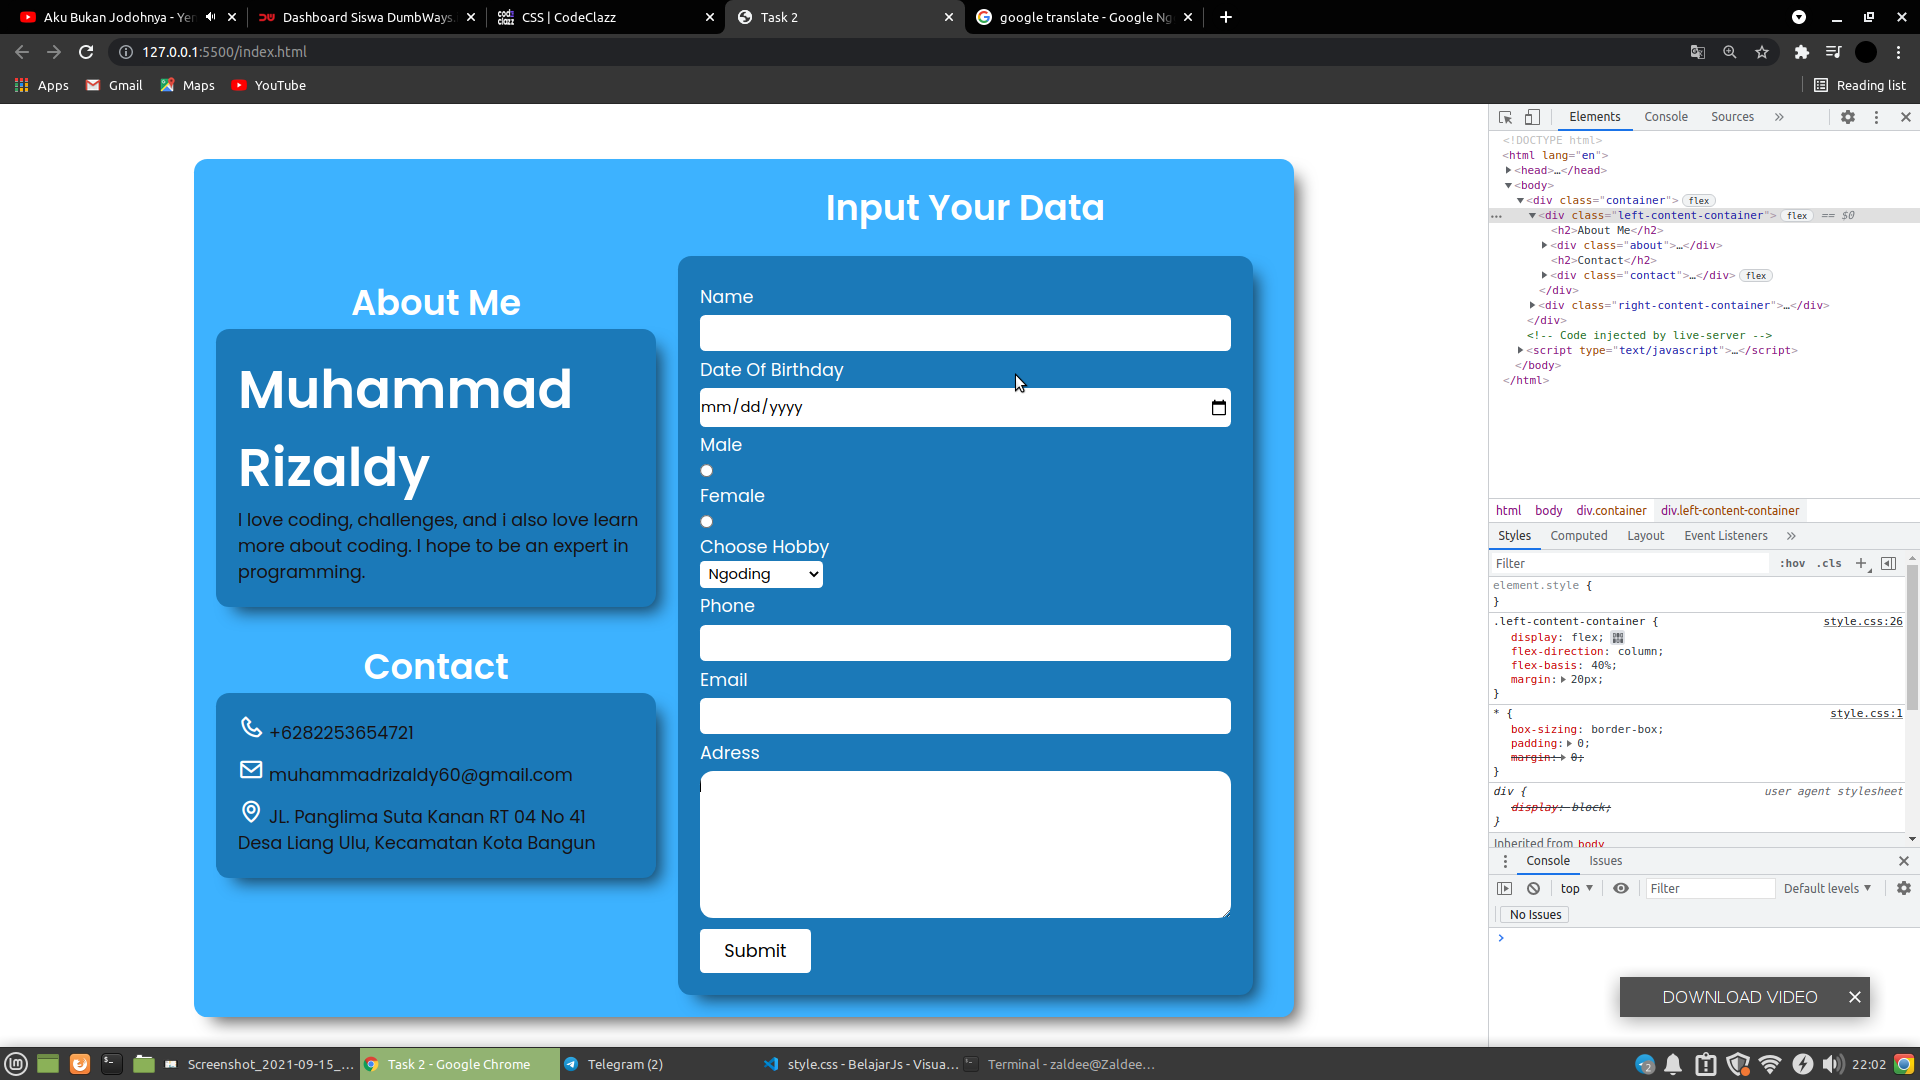 Aku Bukan Jodohnya - Yer
Dashboard Siswa DumbWays.
CSS | CodeClazz
Task 2
google translate - Google Ng
127.0.0.1:5500/index.html
Apps
Gmail
Maps
YouTube
Reading list
Input Your Data
About Me
Muhammad
Rizaldy
I love coding, challenges, and i also love learn
more about coding. I hope to be an expert in
programming.
Contact
+6282253654721
muhammadrizaldy60@gmail.com
JL. Panglima Suta Kanan RT 04 No 41
Desa Liang Ulu, Kecamatan Kota Bangun
Name
Date Of Birthday
mm/dd/yyyy
Male
Female
Choose Hobby
Ngoding
Phone
Email
Adress
Submit
Elements
Console
Sources
<!DOCTYPE html>
<html lang="en">
<head>…</head>
<body>
<div class="container"> flex
<div class="left-content-container"> flex == $0
<h2>About Me</h2>
<div class="about">…</div>
<h2>Contact</h2>
<div class="contact">…</div> flex
</div>
<div class="right-content-container">…</div>
</div>
<!-- Code injected by live-server -->
<script type="text/javascript">…</script>
</body>
</html>
html body div.container div.left-content-container
Styles Computed Layout Event Listeners
Filter :hov .cls
element.style {
}
.left-content-container { style.css:26
display: flex;
flex-direction: column;
flex-basis: 40%;
margin: 20px;
}
* { style.css:1
box-sizing: border-box;
padding: 0;
margin: 0;
}
div { user agent stylesheet
display: block;
}
Inherited from body
Console Issues
top Filter Default levels
No Issues
DOWNLOAD VIDEO
Screenshot_2021-09-15_...
Task 2 - Google Chrome
Telegram (2)
style.css - BelajarJs - Visua...
Terminal - zaldee@Zaldee...
2
22:02